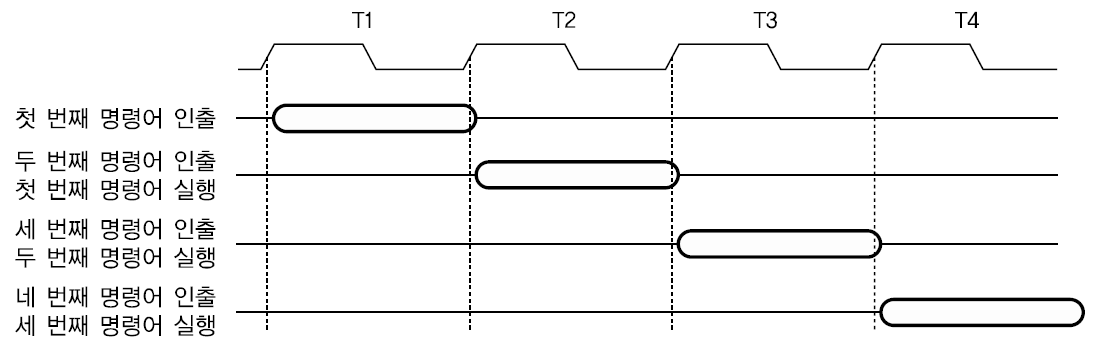 T1 T2 T3 T4
첫 번째 명령어 인출
두 번째 명령어 인출
첫 번째 명령어 실행
세 번째 명령어 인출
두 번째 명령어 실행
네 번째 명령어 인출
세 번째 명령어 실행